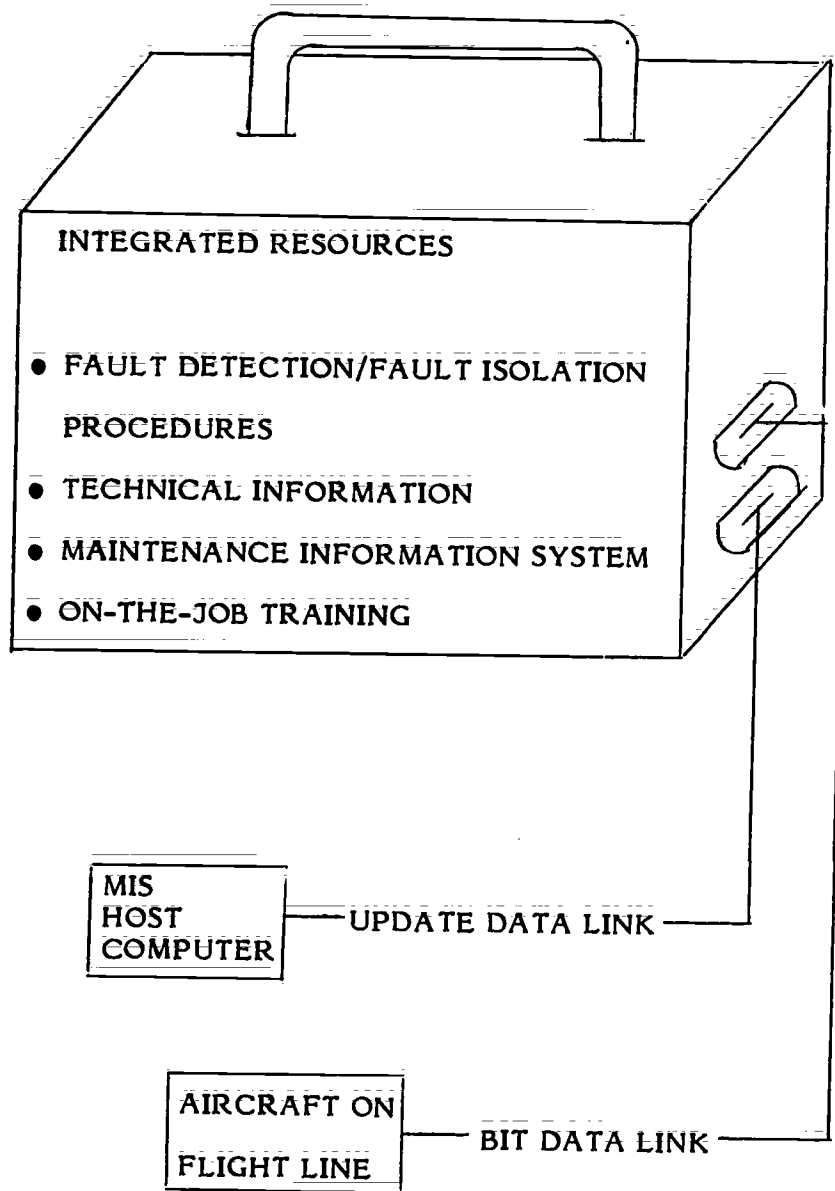 INTEGRATED RESOURCES
● FAULT DETECTION/FAULT ISOLATION
PROCEDURES
● TECHNICAL INFORMATION
● MAINTENANCE INFORMATION SYSTEM
● ON-THE-JOB TRAINING
MIS
HOST
COMPUTER
UPDATE DATA LINK
AIRCRAFT ON
FLIGHT LINE
BIT DATA LINK